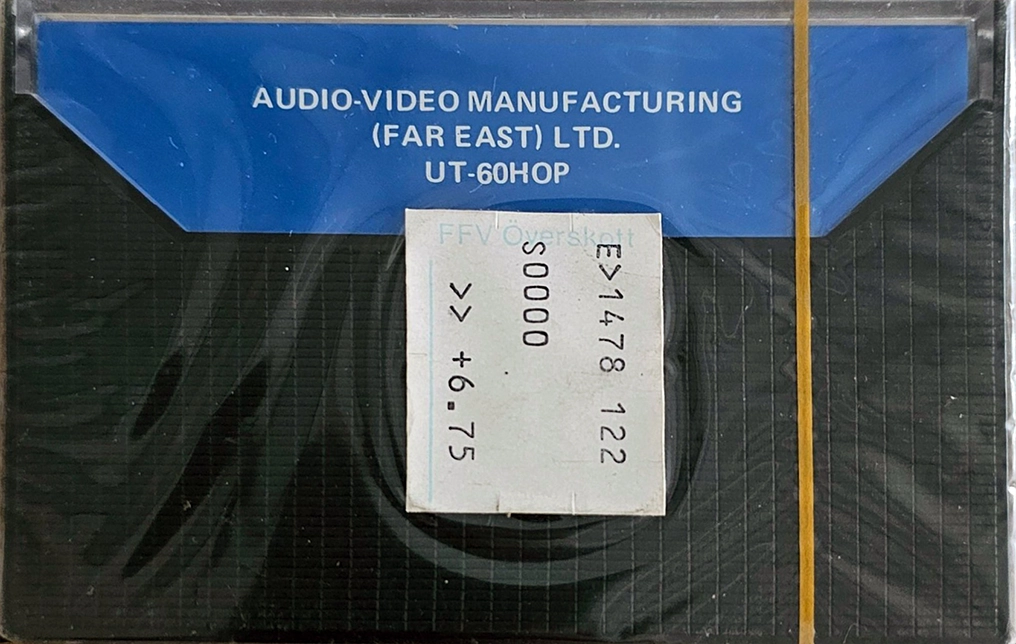 AUDIO-VIDEO MANUFACTURING
(FAR EAST) LTD.
UT-60HOP
FFV Överskott
E>1478 122
S0000
>> +6.75